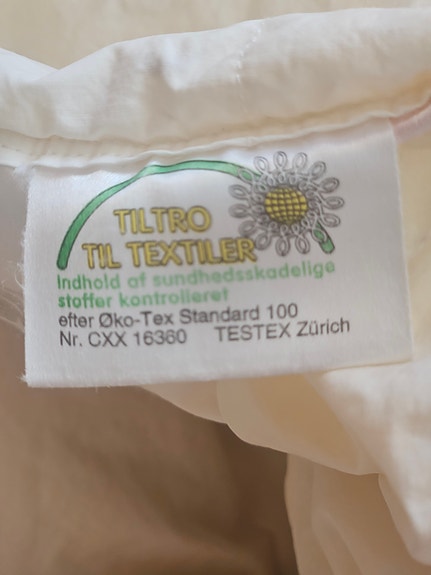 TILTRO
TIL TEXTILER
Indhold af sundhedsskadelige
stoffer kontrolleret
efter Øko-Tex Standard 100
Nr. CXX 16360 TESTEX Zürich